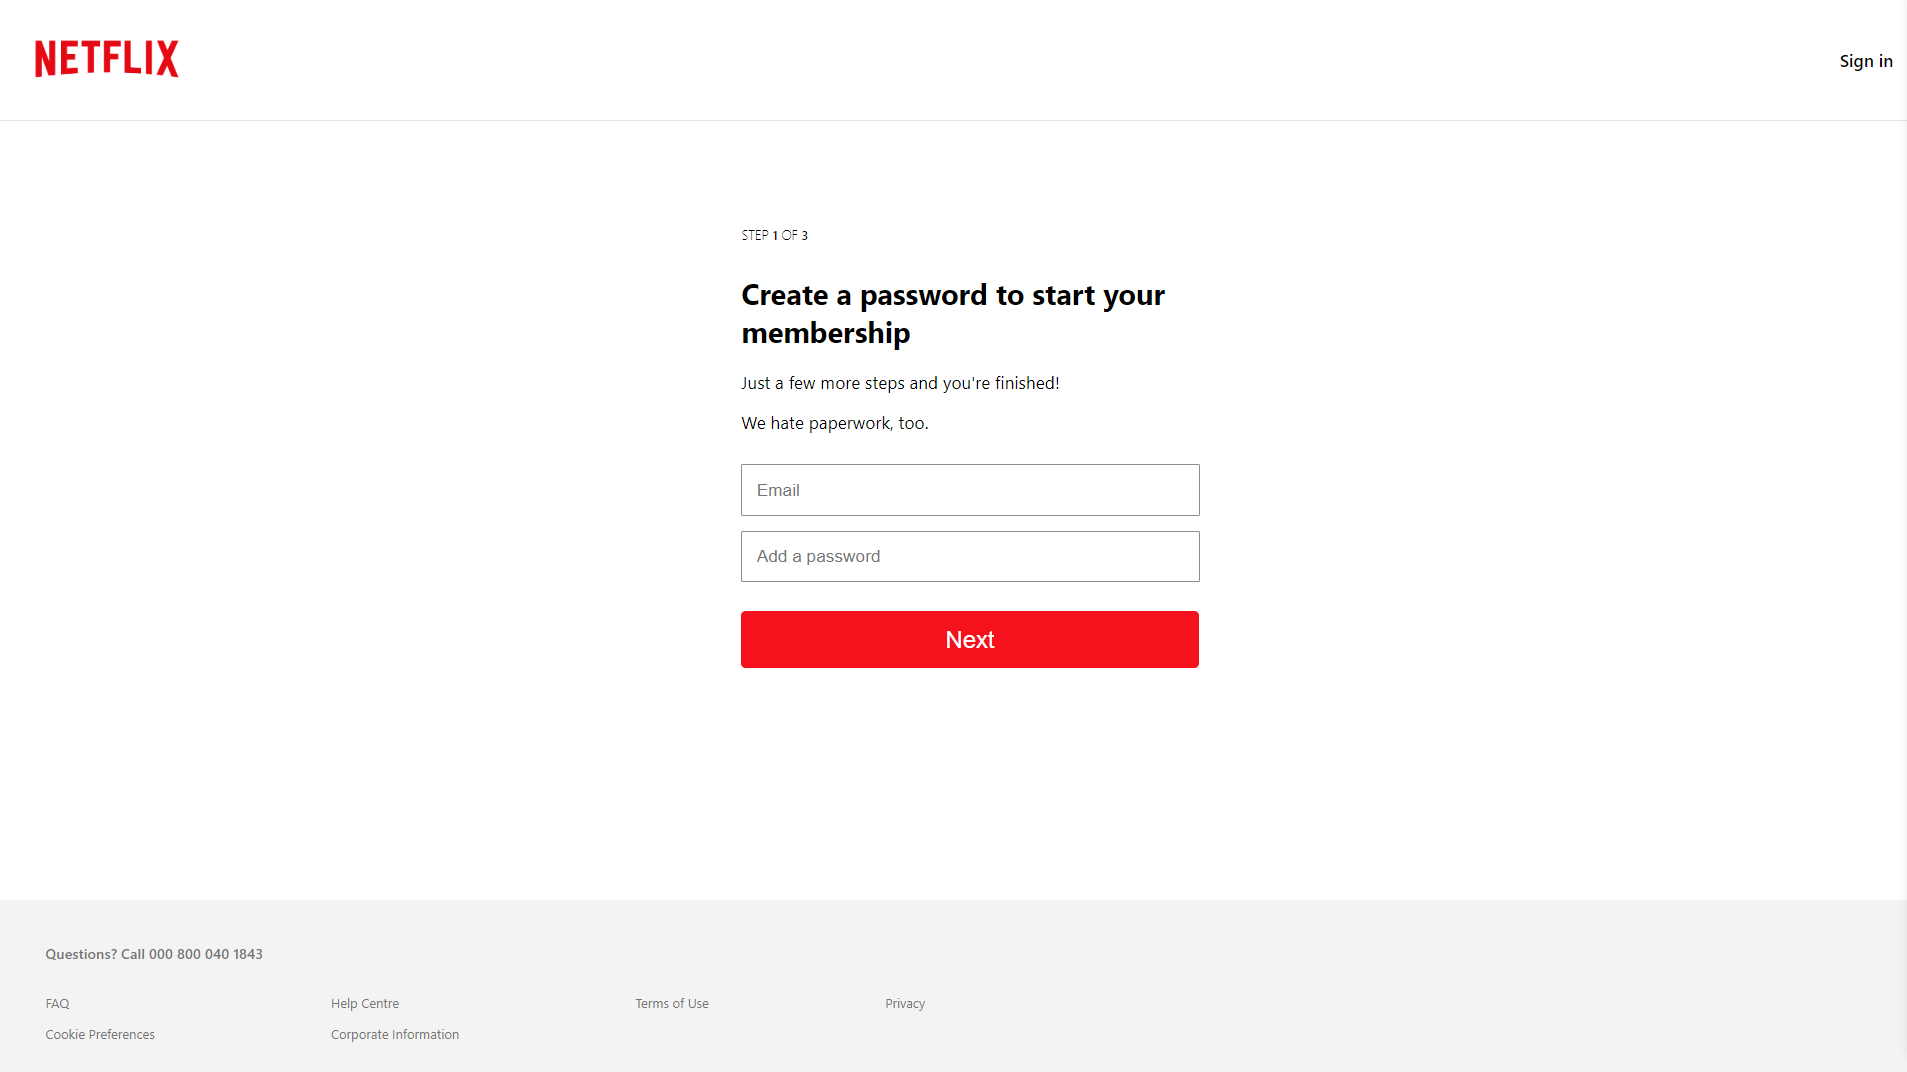 NETFLIX
Sign in
STEP 1 OF 3
Create a password to start your
membership
Just a few more steps and you're finished!
We hate paperwork, too.
Email
Add a password
Next
Questions? Call 000 800 040 1843
FAQ
Help Centre
Terms of Use
Privacy
Cookie Preferences
Corporate Information